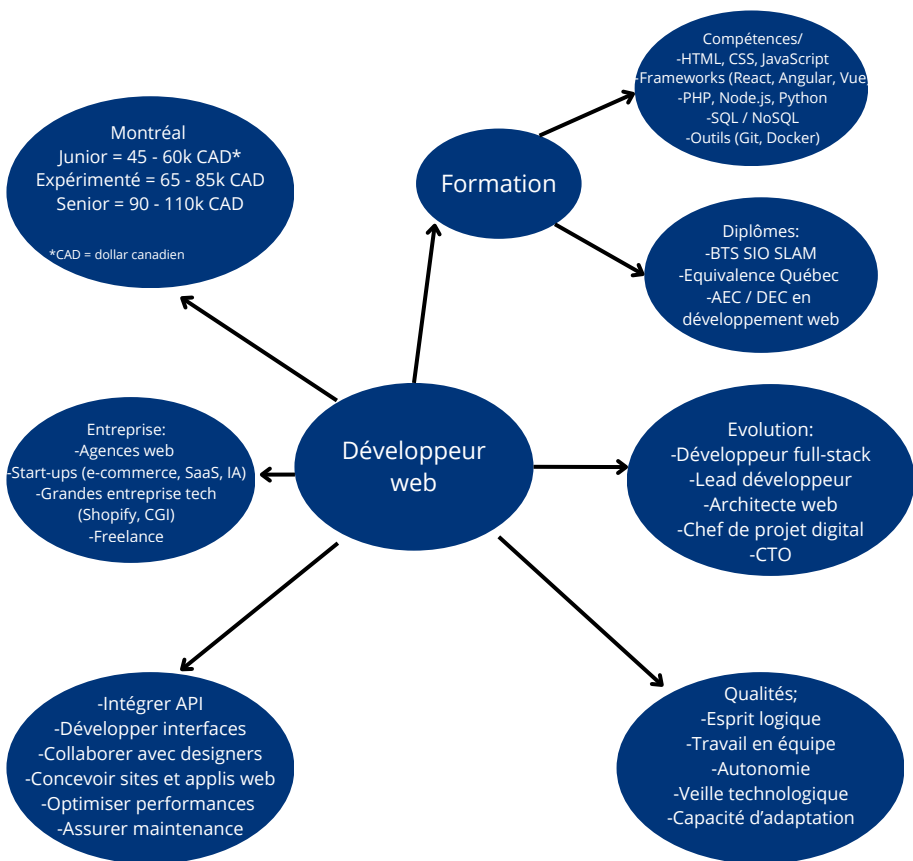 Compétences/
-HTML, CSS, JavaScript
-Frameworks (React, Angular, Vue
-PHP, Node.js, Python
-SQL / NoSQL
-Outils (Git, Docker)
Montréal
Junior = 45 - 60k CAD*
Expérimenté = 65 - 85k CAD
Senior = 90 - 110k CAD
*CAD = dollar canadien
Formation
Diplômes:
-BTS SIO SLAM
-Equivalence Québec
-AEC / DEC en
développement web
Développeur
web
Entreprise:
-Agences web
-Start-ups (e-commerce, SaaS, IA)
-Grandes entreprise tech
(Shopify, CGI)
-Freelance
Evolution:
-Développeur full-stack
-Lead développeur
-Architecte web
-Chef de projet digital
-CTO
-Intégrer API
-Développer interfaces
-Collaborer avec designers
-Concevoir sites et applis web
-Optimiser performances
-Assurer maintenance
Qualités;
-Esprit logique
-Travail en équipe
-Autonomie
-Veille technologique
-Capacité d’adaptation